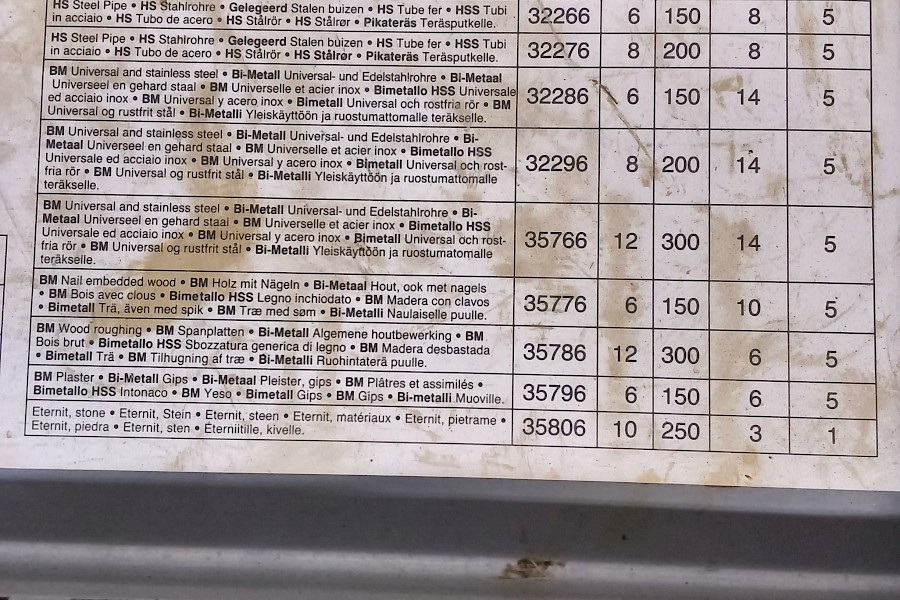 HS Steel Pipe • HS Stahlrohre • Gelegeerd Stalen buizen • HS Tube fer • HSS Tubi
in acciaio • HS Tubo de acero • HS Stålrör • HS Stålrør • Pikateräs Teräsputkelle.
32266 6 150 8 5
HS Steel Pipe • HS Stahlrohre • Gelegeerd Stalen buizen • HS Tube fer • HSS Tubi
in acciaio • HS Tubo de acero • HS Stålrör • HS Stålrør • Pikateräs Teräsputkelle.
32276 8 200 8 5
BM Universal and stainless steel • Bi-Metall Universal- und Edelstahlrohre • Bi-Metaal
Universeel en gehard staal • BM Universelle et acier inox • Bimetallo HSS Universale
ed acciaio inox • BM Universal y acero inox • Bimetall Universal och rostfria rör • BM
Universal og rustfrit stål • Bi-Metalli Yleiskäyttöön ja ruostumattomalle teräkselle.
32286 6 150 14 5
BM Universal and stainless steel • Bi-Metall Universal- und Edelstahlrohre • Bi-
Metaal Universeel en gehard staal • BM Universelle et acier inox • Bimetallo HSS
Universale ed acciaio inox • BM Universal y acero inox • Bimetall Universal och rost-
fria rör • BM Universal og rustfrit stål • Bi-Metalli Yleiskäyttöön ja ruostumattomalle
teräkselle.
32296 8 200 14 5
BM Universal and stainless steel • Bi-Metall Universal- und Edelstahlrohre • Bi-
Metaal Universeel en gehard staal • BM Universelle et acier inox • Bimetallo HSS
Universale ed acciaio inox • BM Universal y acero inox • Bimetall Universal och rost-
fria rör • BM Universal og rustfrit stål • Bi-Metalli Yleiskäyttöön ja ruostumatomalle
teräkselle.
35766 12 300 14 5
BM Nail embedded wood • BM Holz mit Nägeln • Bi-Metaal Hout, ook met nagels
• BM Bois avec clous • Bimetallo HSS Legno inchiodato • BM Madera con clavos
• Bimetall Trä, även med spik • BM Træ med søm • Bi-Metalli Naulaiselle puulle.
35776 6 150 10 5
BM Wood roughing • BM Spanplatten • Bi-Metall Algemene houtbewerking • BM
Bois brut • Bimetallo HSS Sbozzatura generica di legno • BM Madera desbastada
• Bimetall Trä • BM Tilhugning af træ • Bi-Metalli Ruohintaterä puulle.
35786 12 300 6 5
BM Plaster • Bi-Metall Gips • Bi-Metaal Pleister, gips • BM Plâtres et assimilés •
Bimetallo HSS Intonaco • BM Yeso • Bimetall Gips • BM Gips • Bi-metalli Muoville.
35796 6 150 6 5
Eternit, stone • Eternit, Stein • Eternit, steen • Eternit, matériaux • Eternit, pietrame •
Eternit, piedra • Eternit, sten • Eterniitille, kivelle.
35806 10 250 3 1